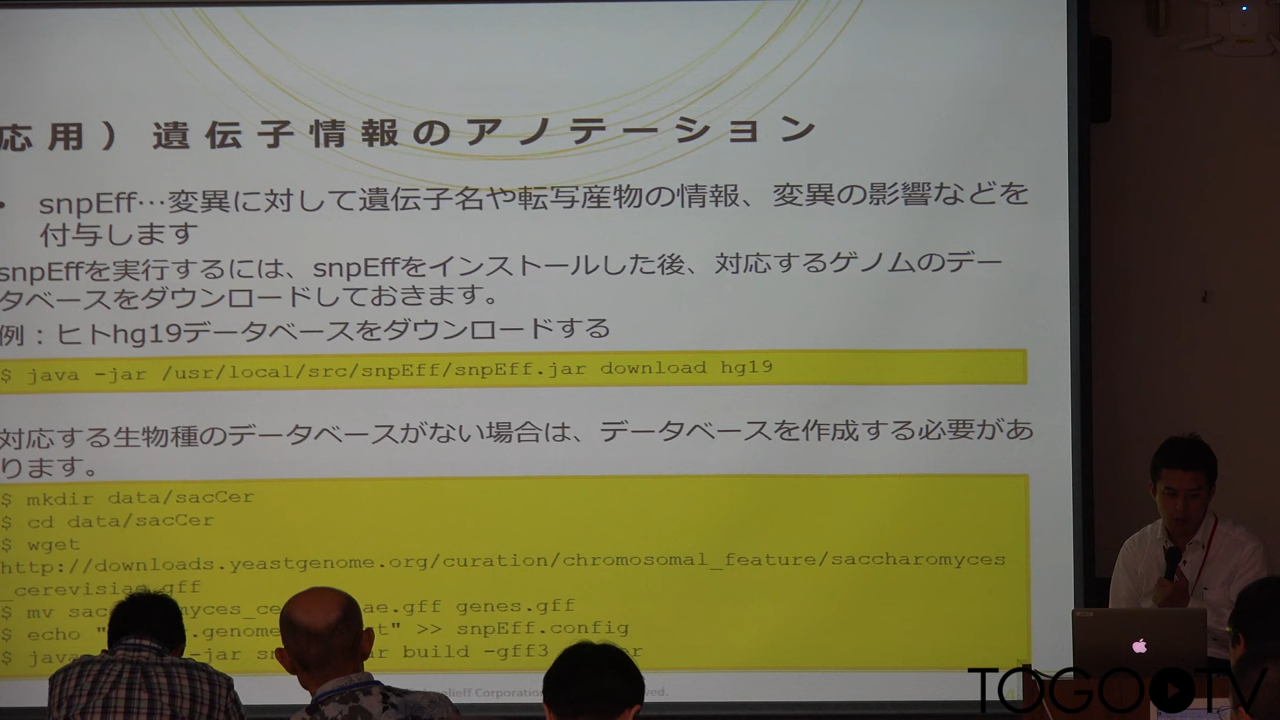 応用）遺伝子情報のアノテーション
• snpEff…変異に対して遺伝子名や転写産物の情報、変異の影響などを
付与します
snpEffを実行するには、snpEffをインストールした後、対応するゲノムのデー
タベースをダウンロードしておきます。
例：ヒトhg19データベースをダウンロードする
$ java -jar /usr/local/src/snpEff/snpEff.jar download hg19
対応する生物種のデータベースがない場合は、データベースを作成する必要があ
ります。
$ mkdir data/sacCer
$ cd data/sacCer
$ wget
http://downloads.yeastgenome.org/curation/chromosomal_feature/saccharomyces
_cerevisiae.gff
$ mv genes.gff
$ echo >> snpEff.config
$ -jar build -gff3
TOGOTV